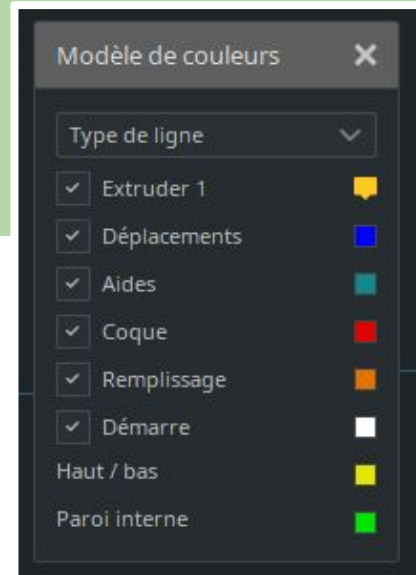 Modèle de couleurs
Type de ligne
Extruder 1
Déplacements
Aides
Coque
Remplissage
Démarre
Haut / bas
Paroi interne